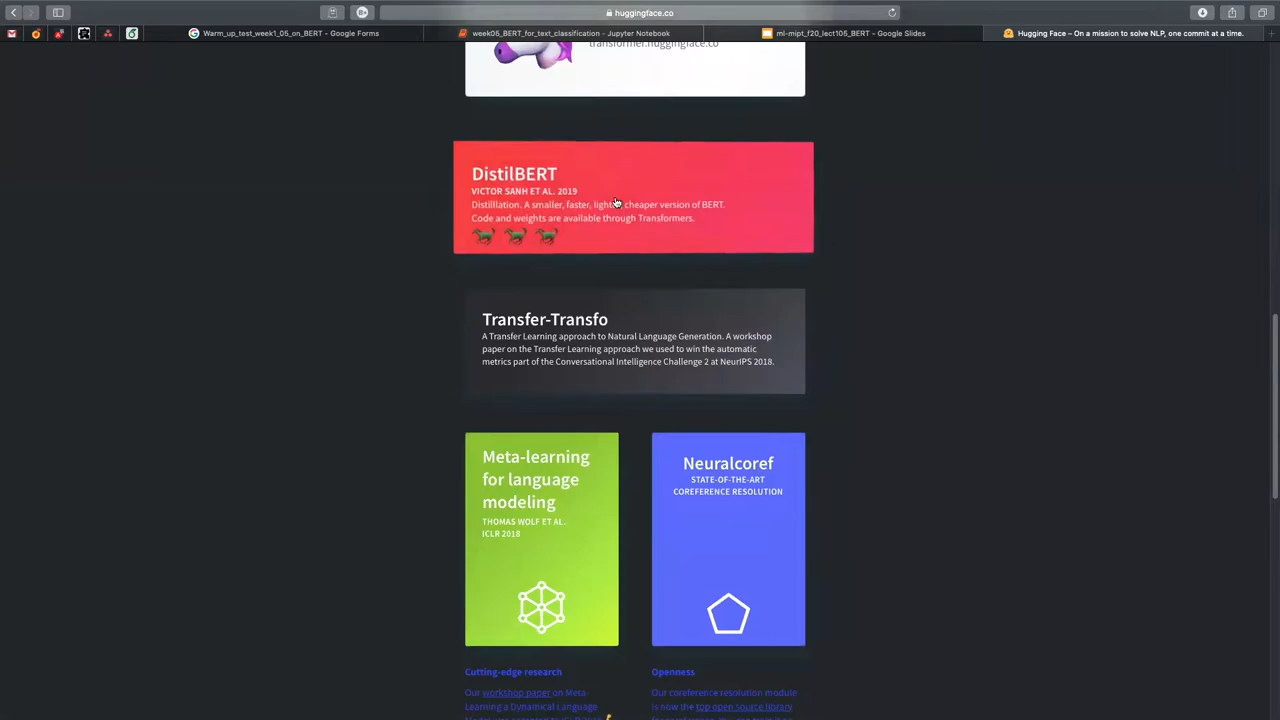 huggingface.co
Warm_up_test_week1_05_on_BERT - Google Forms
week05_BERT_for_text_classification - Jupyter Notebook
ml-mipt_f20_lect105_BERT - Google Slides
Hugging Face – On a mission to solve NLP, one commit at a time.
transformer.huggingface.co
DistilBERT
VICTOR SANH ET AL. 2019
Distilllation. A smaller, faster, cheaper version of BERT.
Code and weights are available through Transformers.
Transfer-Transfo
A Transfer Learning approach to Natural Language Generation. A workshop
paper on the Transfer Learning approach we used to win the automatic
metrics part of the Conversational Intelligence Challenge 2 at NeurIPS 2018.
Meta-learning
for language
modeling
THOMAS WOLF ET AL.
ICLR 2018
Neuralcoref
STATE-OF-THE-ART
COREFERENCE RESOLUTION
Cutting-edge research
Our workshop paper on Meta-
Learning a Dynamical Language
Openness
Our coreference resolution module
is now the top open source library